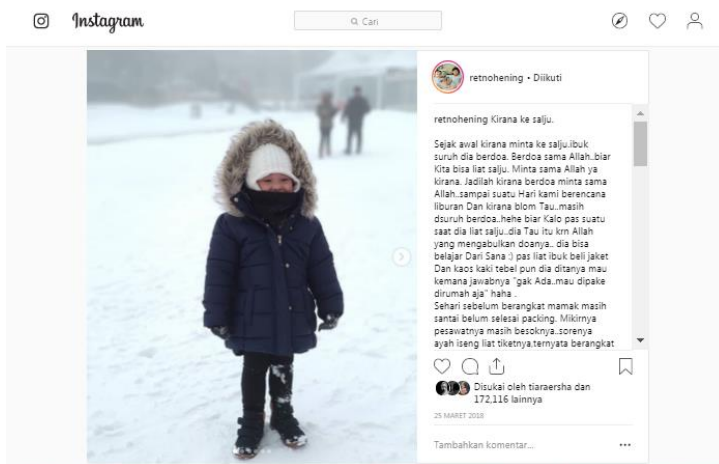 Instagram
Cari
retnohening • Diikuti
retnohening Kirana ke salju.
Sejak awal kirana minta ke salju.ibuk
suruh dia berdoa. Berdoa sama Allah..biar
Kita bisa liat salju. Minta sama Allah ya
kirana. Jadilah kirana berdoa minta sama
Allah..sampai suatu Hari kami berencana
liburan Dan kirana blom Tau..masih
dsuruh berdoa..hehe biar Kalo pas suatu
saat dia liat salju..dia Tau itu krn Allah
yang mengabulkan doanya.. dia bisa
belajar Dari Sana :) pas liat ibuk beli jaket
Dan kaos kaki tebel pun dia ditanya mau
kemana jawabnya "gak Ada..mau dipake
dirumah aja" haha .
Sehari sebelum berangkat mamak masih
santai belum selesai packing. Mikirnya
pesawatnya masih besoknya..sorenya
ayah iseng liat tiketnya,ternyata berangkat
Disukai oleh tiaraersha dan
172,116 lainnya
25 MARET 2018
Tambahkan komentar...